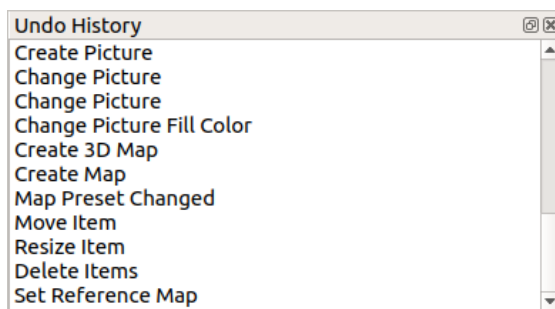 Undo History
Create Picture
Change Picture
Change Picture
Change Picture Fill Color
Create 3D Map
Create Map
Map Preset Changed
Move Item
Resize Item
Delete Items
Set Reference Map